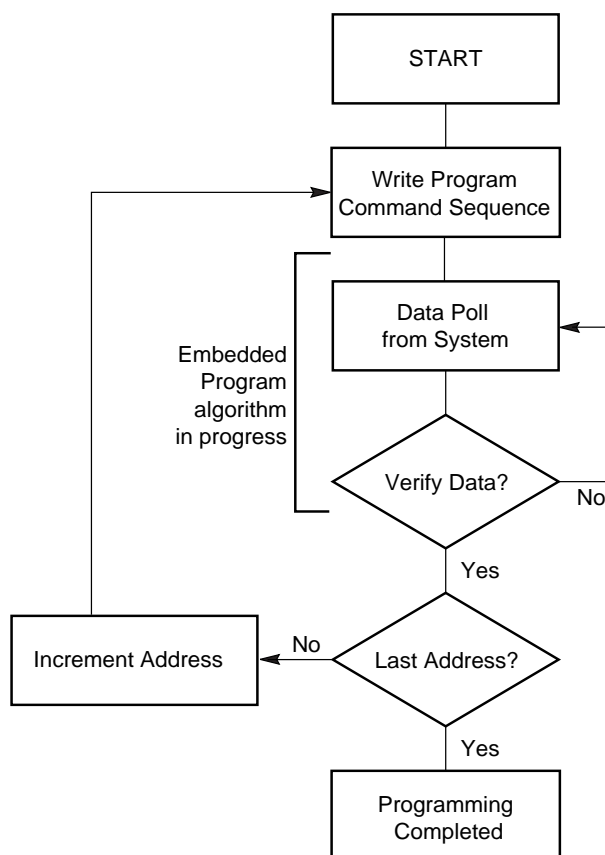 START
Write Program
Command Sequence
Data Poll
from System
Embedded
Program
algorithm
in progress
Verify Data?
No
Yes
No
Increment Address
Last Address?
Yes
Programming
Completed